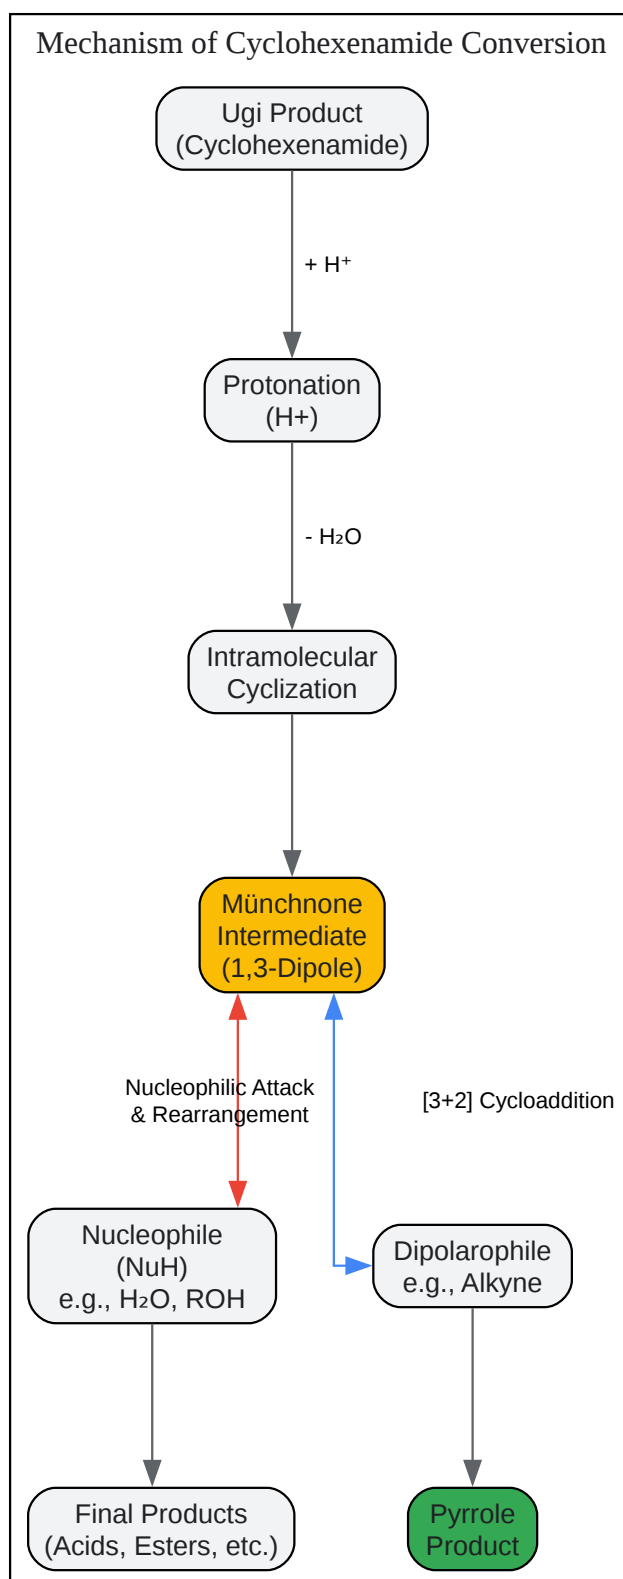 Mechanism of Cyclohexenamide Conversion
Ugi Product
(Cyclohexenamide)
+ H⁺
Protonation
(H+)
- H₂O
Intramolecular
Cyclization
Münchnone
Intermediate
(1,3-Dipole)
Nucleophilic Attack
& Rearrangement
[3+2] Cycloaddition
Nucleophile
(NuH)
e.g., H₂O, ROH
Dipolarophile
e.g., Alkyne
Final Products
(Acids, Esters, etc.)
Pyrrole
Product